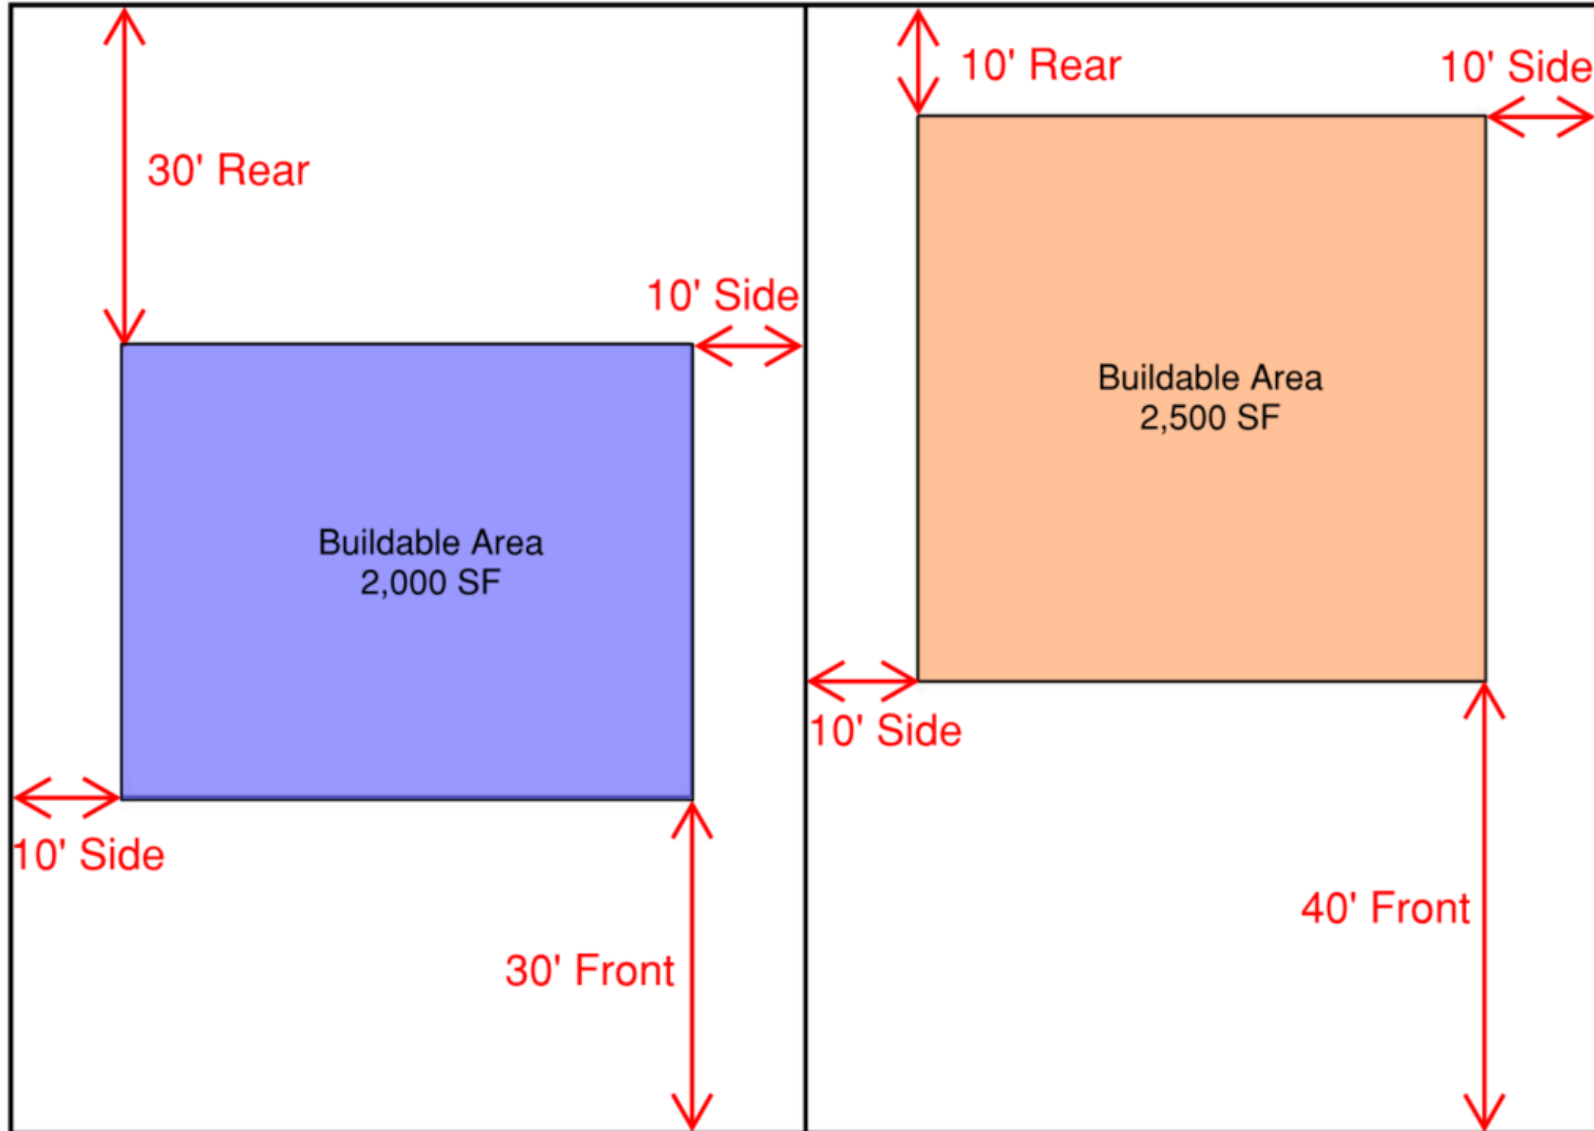 30' Rear
10' Side
Buildable Area
2,000 SF
10' Side
30' Front
10' Rear
10' Side
Buildable Area
2,500 SF
10' Side
40' Front